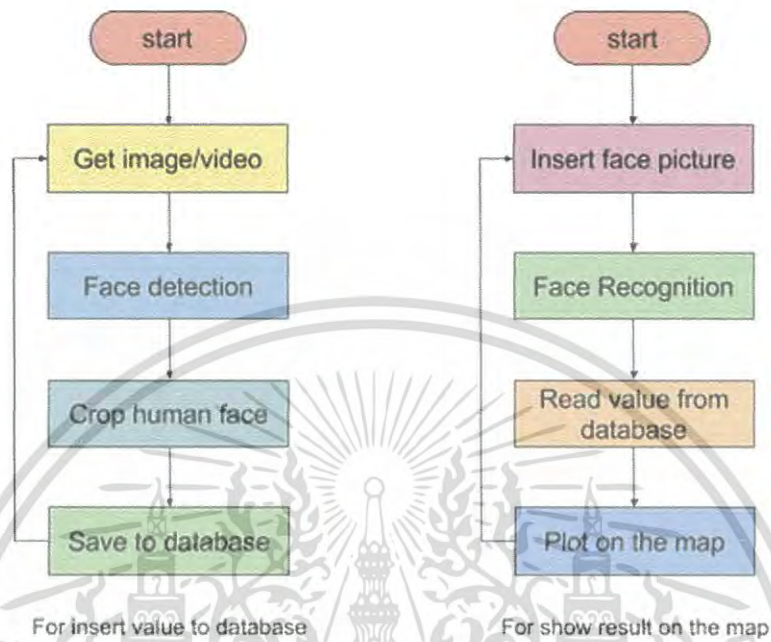 start
Get image/video
Face detection
Crop human face
Save to database
For insert value to database
start
Insert face picture
Face Recognition
Read value from
database
Plot on the map
For show result on the map